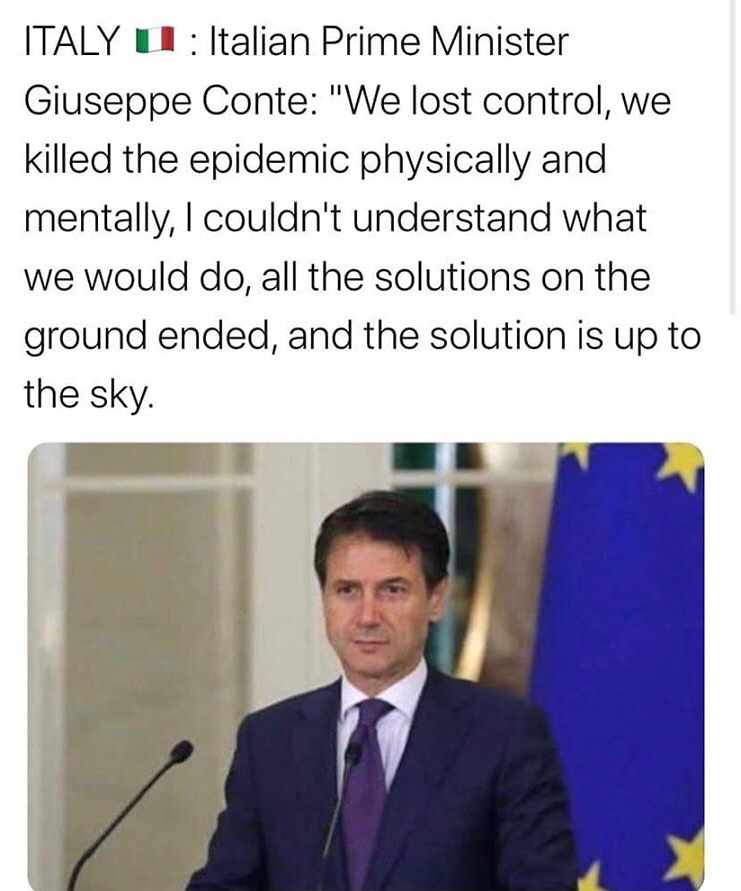 ITALY 🇮🇹 : Italian Prime Minister
Giuseppe Conte: "We lost control, we
killed the epidemic physically and
mentally, I couldn't understand what
we would do, all the solutions on the
ground ended, and the solution is up to
the sky.